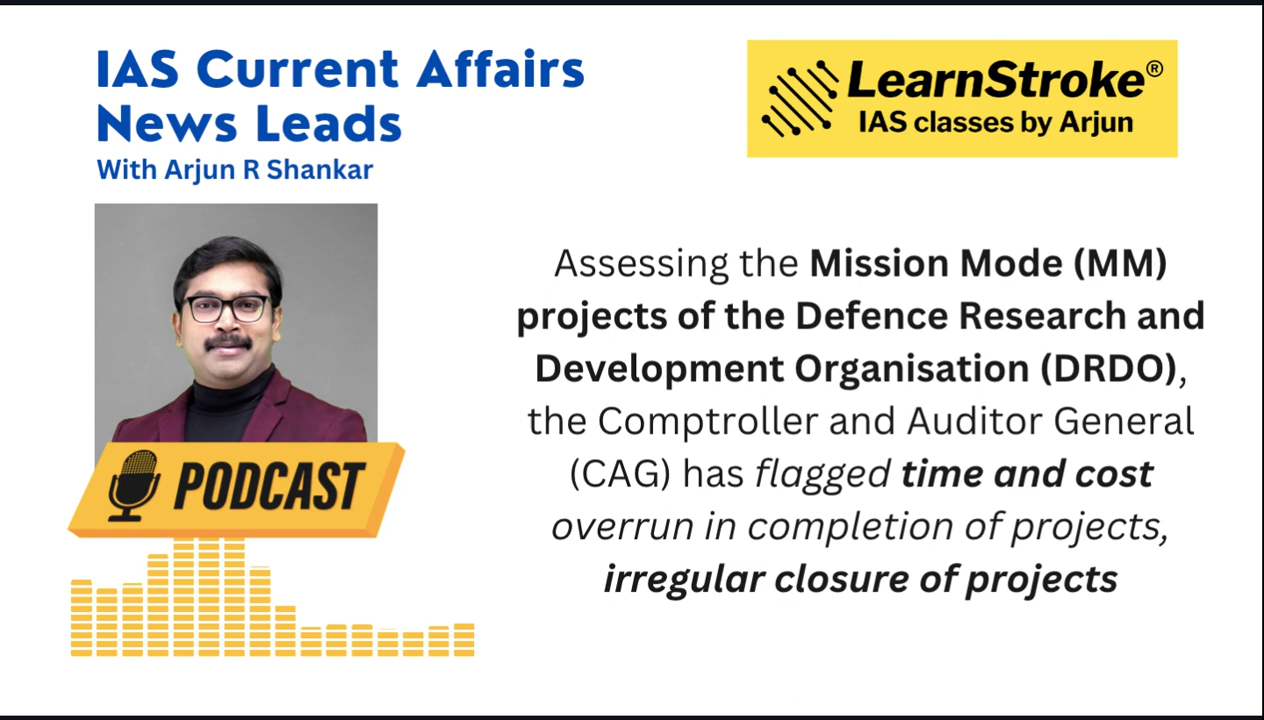 IAS Current Affairs
News Leads
With Arjun R Shankar
LearnStroke®
IAS classes by Arjun
PODCAST
Assessing the Mission Mode (MM)
projects of the Defence Research and
Development Organisation (DRDO),
the Comptroller and Auditor General
(CAG) has flagged time and cost
overrun in completion of projects,
irregular closure of projects